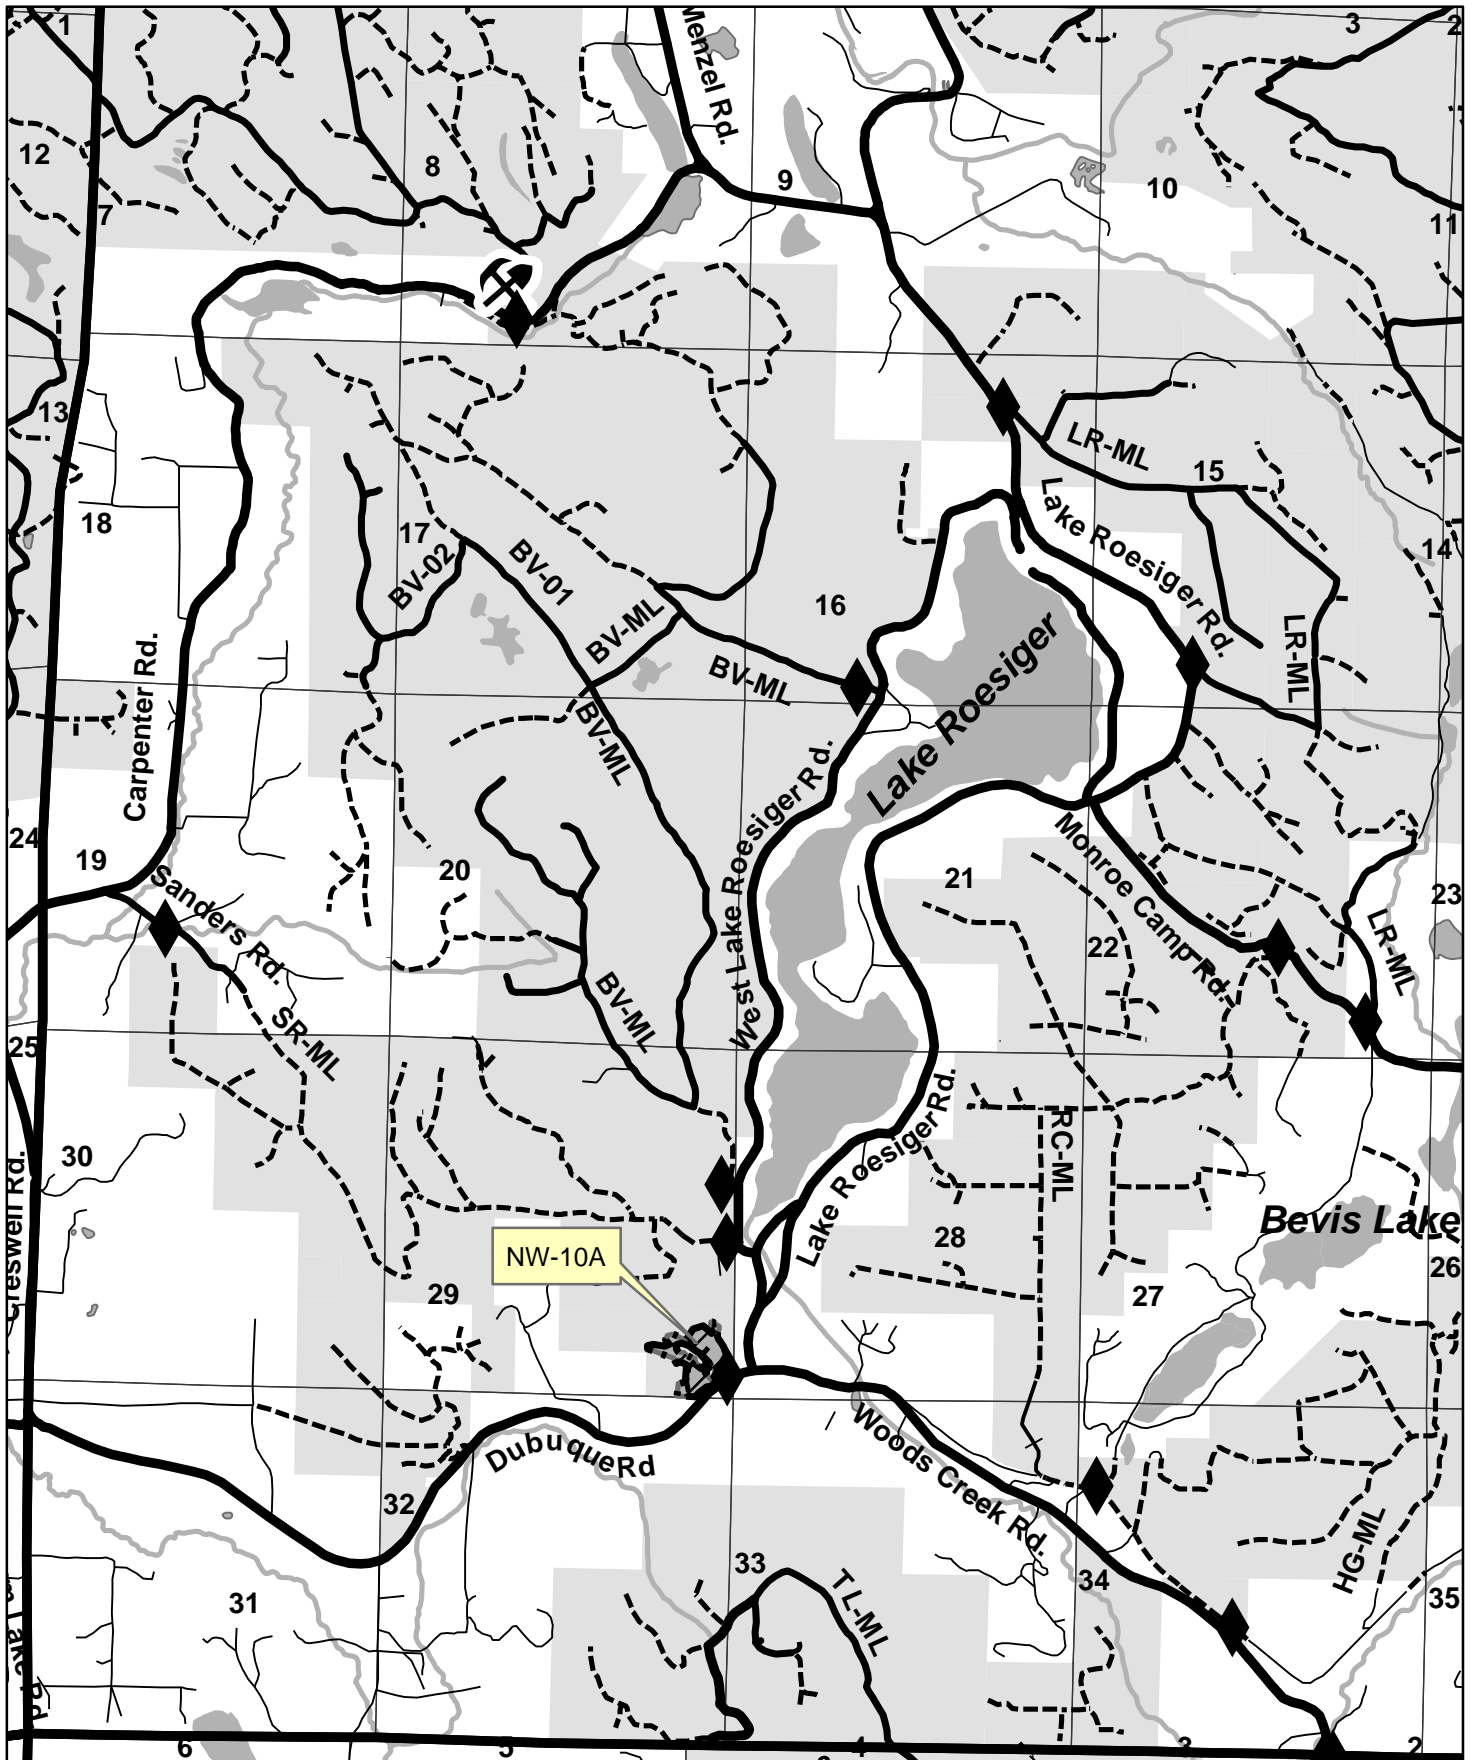 1
Menzel Rd.
3
2
12
8
9
10
7
11
13
LR-ML
15
18
17
Lake Roesiger Rd.
14
BV-02
BV-01
16
BV-ML
LR-ML
Lake Roesiger
Carpenter Rd.
BV-ML
BV-ML
West Lake Roesiger Rd.
24
19
20
Monroe Camp Rd.
21
23
Sanders Rd.
22
LR-ML
BV-ML
SR-ML
25
30
Lake Roesiger Rd.
RC-ML
Creswell Rd.
Bevis Lake
NW-10A
28
26
29
27
Dubuque Rd
Woods Creek Rd.
32
HG-ML
33
34
31
TL-ML
35
6
5
4
3
2